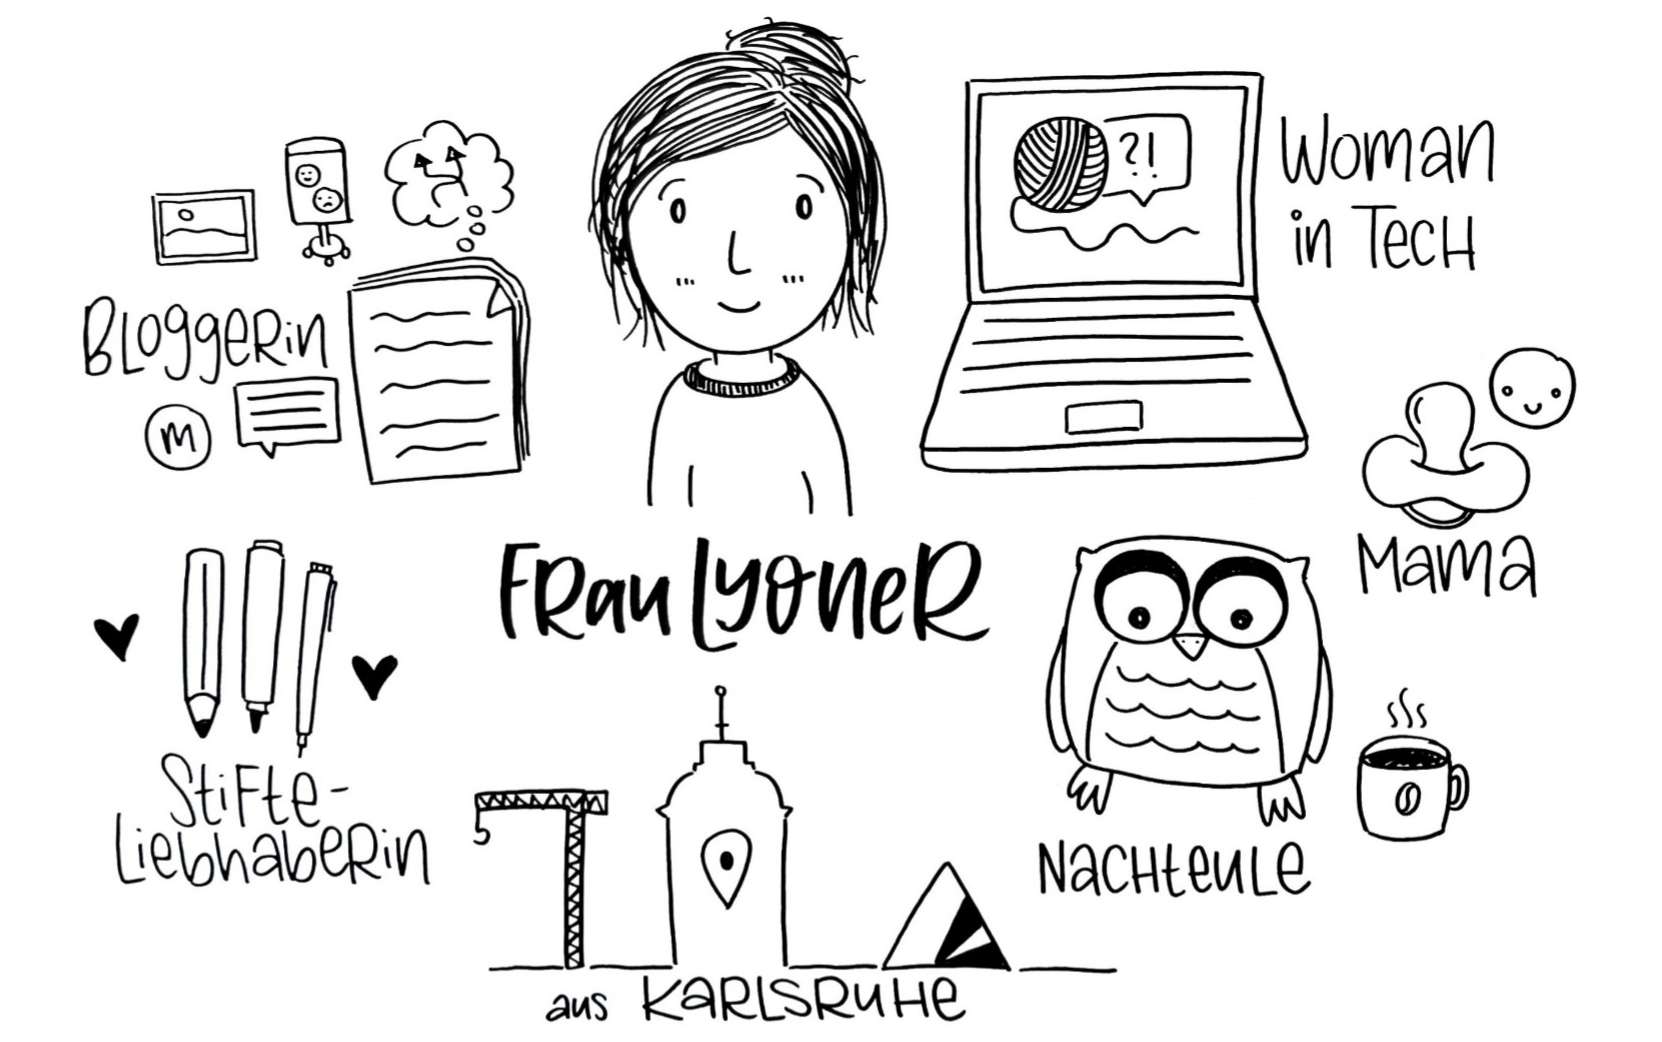 ?!
Woman
in Tech
Bloggerin
m
Mama
Frau Lyoner
Stifte-
Liebhaberin
Nachteule
aus Karlsruhe